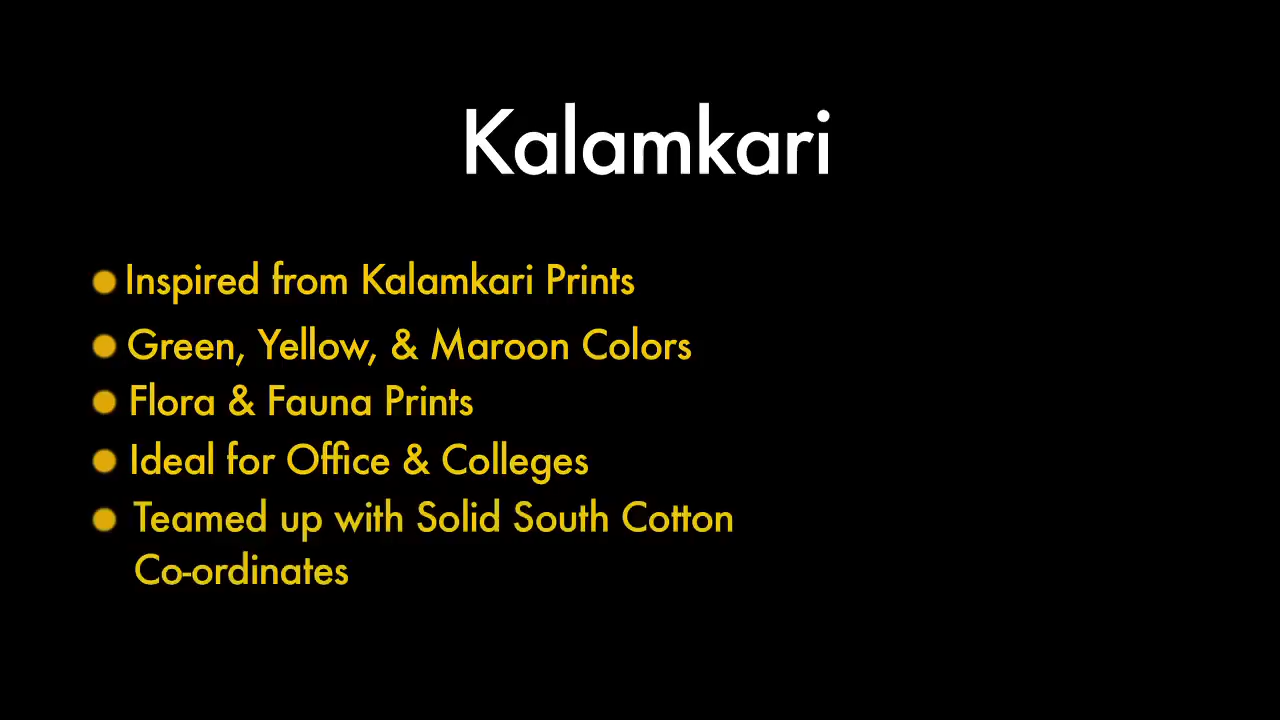 Kalamkari
Inspired from Kalamkari Prints
Green, Yellow, & Maroon Colors
Flora & Fauna Prints
Ideal for Office & Colleges
Teamed up with Solid South Cotton
Co-ordinates